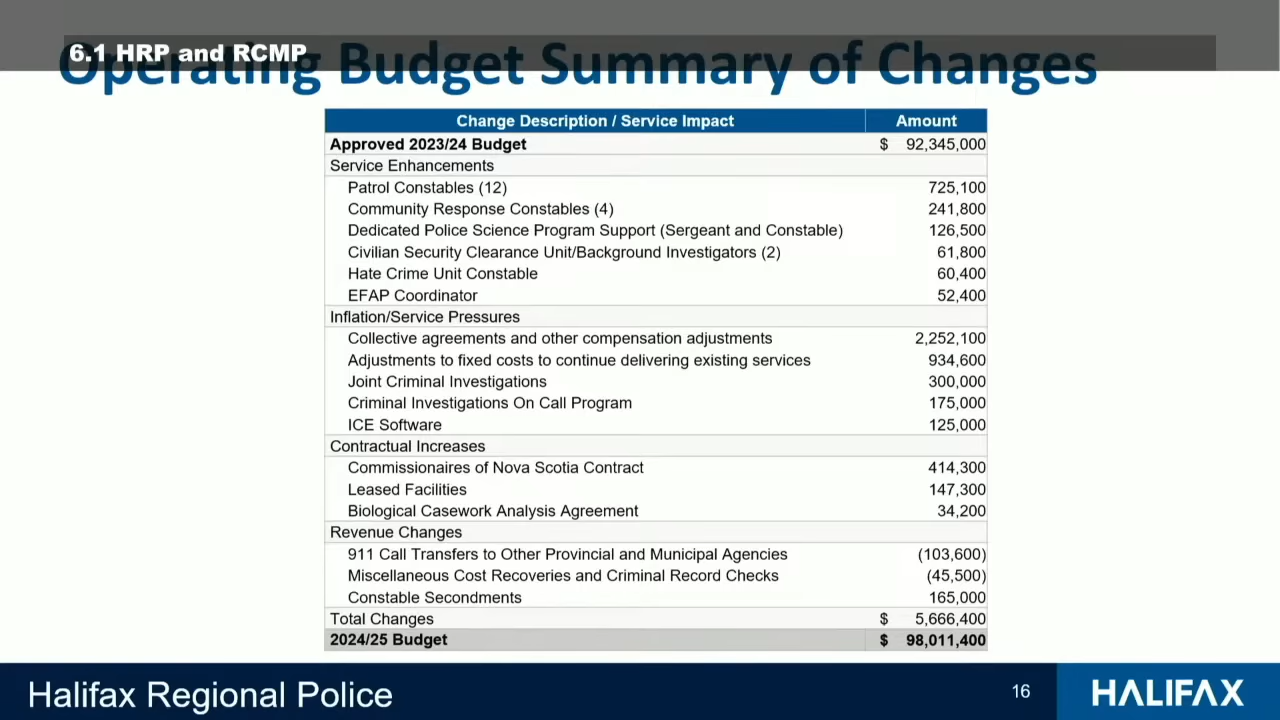 6.1 HRP and RCMP
Operating Budget Summary of Changes
Change Description / Service Impact Amount
Approved 2023/24 Budget $ 92,345,000
Service Enhancements
Patrol Constables (12) 725,100
Community Response Constables (4) 241,800
Dedicated Police Science Program Support (Sergeant and Constable) 126,500
Civilian Security Clearance Unit/Background Investigators (2) 61,800
Hate Crime Unit Constable 60,400
EFAP Coordinator 52,400
Inflation/Service Pressures
Collective agreements and other compensation adjustments 2,252,100
Adjustments to fixed costs to continue delivering existing services 934,600
Joint Criminal Investigations 300,000
Criminal Investigations On Call Program 175,000
ICE Software 125,000
Contractual Increases
Commissionaires of Nova Scotia Contract 414,300
Leased Facilities 147,300
Biological Casework Analysis Agreement 34,200
Revenue Changes
911 Call Transfers to Other Provincial and Municipal Agencies (103,600)
Miscellaneous Cost Recoveries and Criminal Record Checks (45,500)
Constable Secondments 165,000
Total Changes $ 5,666,400
2024/25 Budget $ 98,011,400
Halifax Regional Police 16 HALIFAX